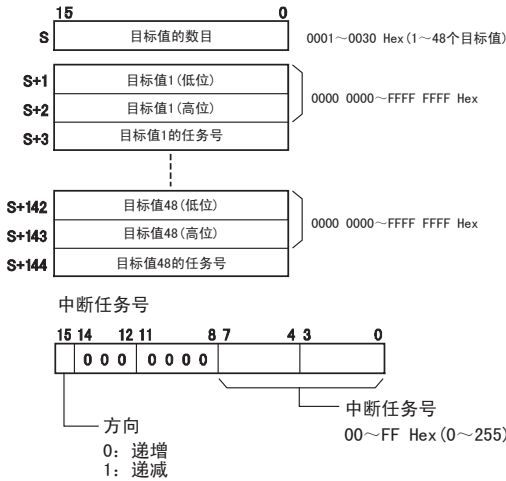 15 0
S 目标值的数目 0001～0030 Hex(1～48个目标值)
S+1 目标值1(低位)
0000 0000～FFFF FFFF Hex
S+2 目标值1(高位)
S+3 目标值1的任务号
S+142 目标值48(低位)
0000 0000～FFFF FFFF Hex
S+143 目标值48(高位)
S+144 目标值48的任务号
中断任务号
15 14 12 11 8 7 4 3 0
0 0 0 0 0 0 0
方向
0：递增
1：递减
中断任务号
00～FF Hex(0～255)